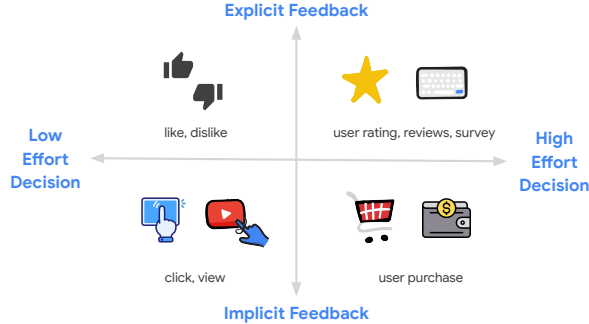 Explicit Feedback
like, dislike
user rating, reviews, survey
Low
Effort
Decision
High
Effort
Decision
click, view
user purchase
Implicit Feedback